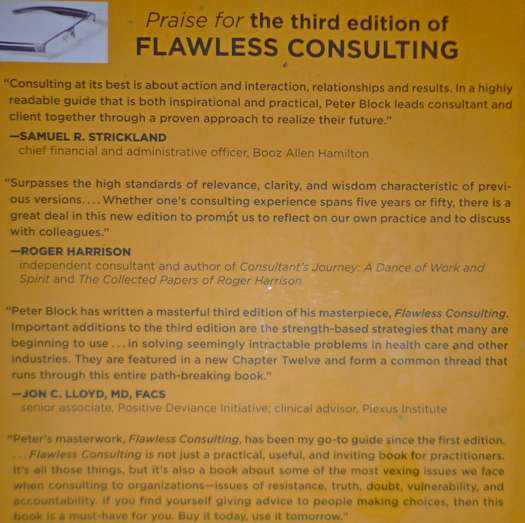 Praise for the third edition of
FLAWLESS CONSULTING
“Consulting at its best is about action and interaction, relationships and results. In a highly
readable guide that is both inspirational and practical, Peter Block leads consultant and
client together through a proven approach to realize their future.”
—SAMUEL R. STRICKLAND
chief financial and administrative officer, Booz Allen Hamilton
“Surpasses the high standards of relevance, clarity, and wisdom characteristic of previ-
ous versions. . . . Whether one's consulting experience spans five years or fifty, there is a
great deal in this new edition to prompt us to reflect on our own practice and to discuss
with colleagues.”
—ROGER HARRISON
independent consultant and author of Consultant's Journey: A Dance of Work and
Spirit and The Collected Papers of Roger Harrison
“Peter Block has written a masterful third edition of his masterpiece, Flawless Consulting.
Important additions to the third edition are the strength-based strategies that many are
beginning to use . . . in solving seemingly intractable problems in health care and other
industries. They are featured in a new Chapter Twelve and form a common thread that
runs through this entire path-breaking book.”
—JON C. LLOYD, MD, FACS
senior associate, Positive Deviance Initiative; clinical advisor, Plexus Institute
“Peter's masterwork, Flawless Consulting, has been my go-to guide since the first edition.
. . . Flawless Consulting is not just a practical, useful, and inviting book for practitioners.
It's all those things, but it's also a book about some of the most vexing issues we face
when consulting to organizations—issues of resistance, truth, doubt, vulnerability, and
accountability. If you find yourself giving advice to people making choices, then this
book is a must-have for you. Buy it today, use it tomorrow.”